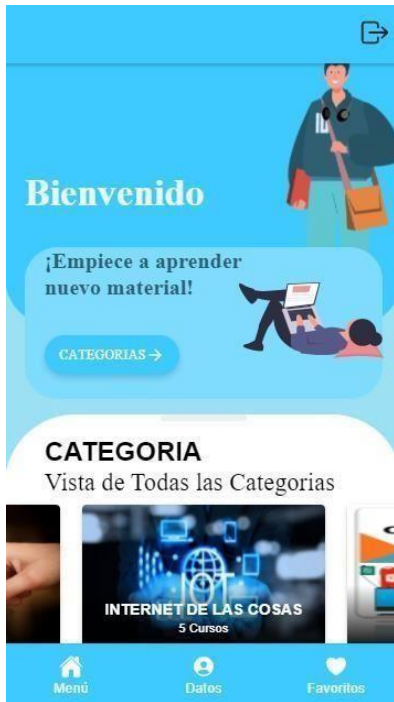 Bienvenido
¡Empiece a aprender
nuevo material!
CATEGORIAS →
CATEGORIA
Vista de Todas las Categorias
INTERNET DE LAS COSAS
5 Cursos
Menú
Datos
Favoritos